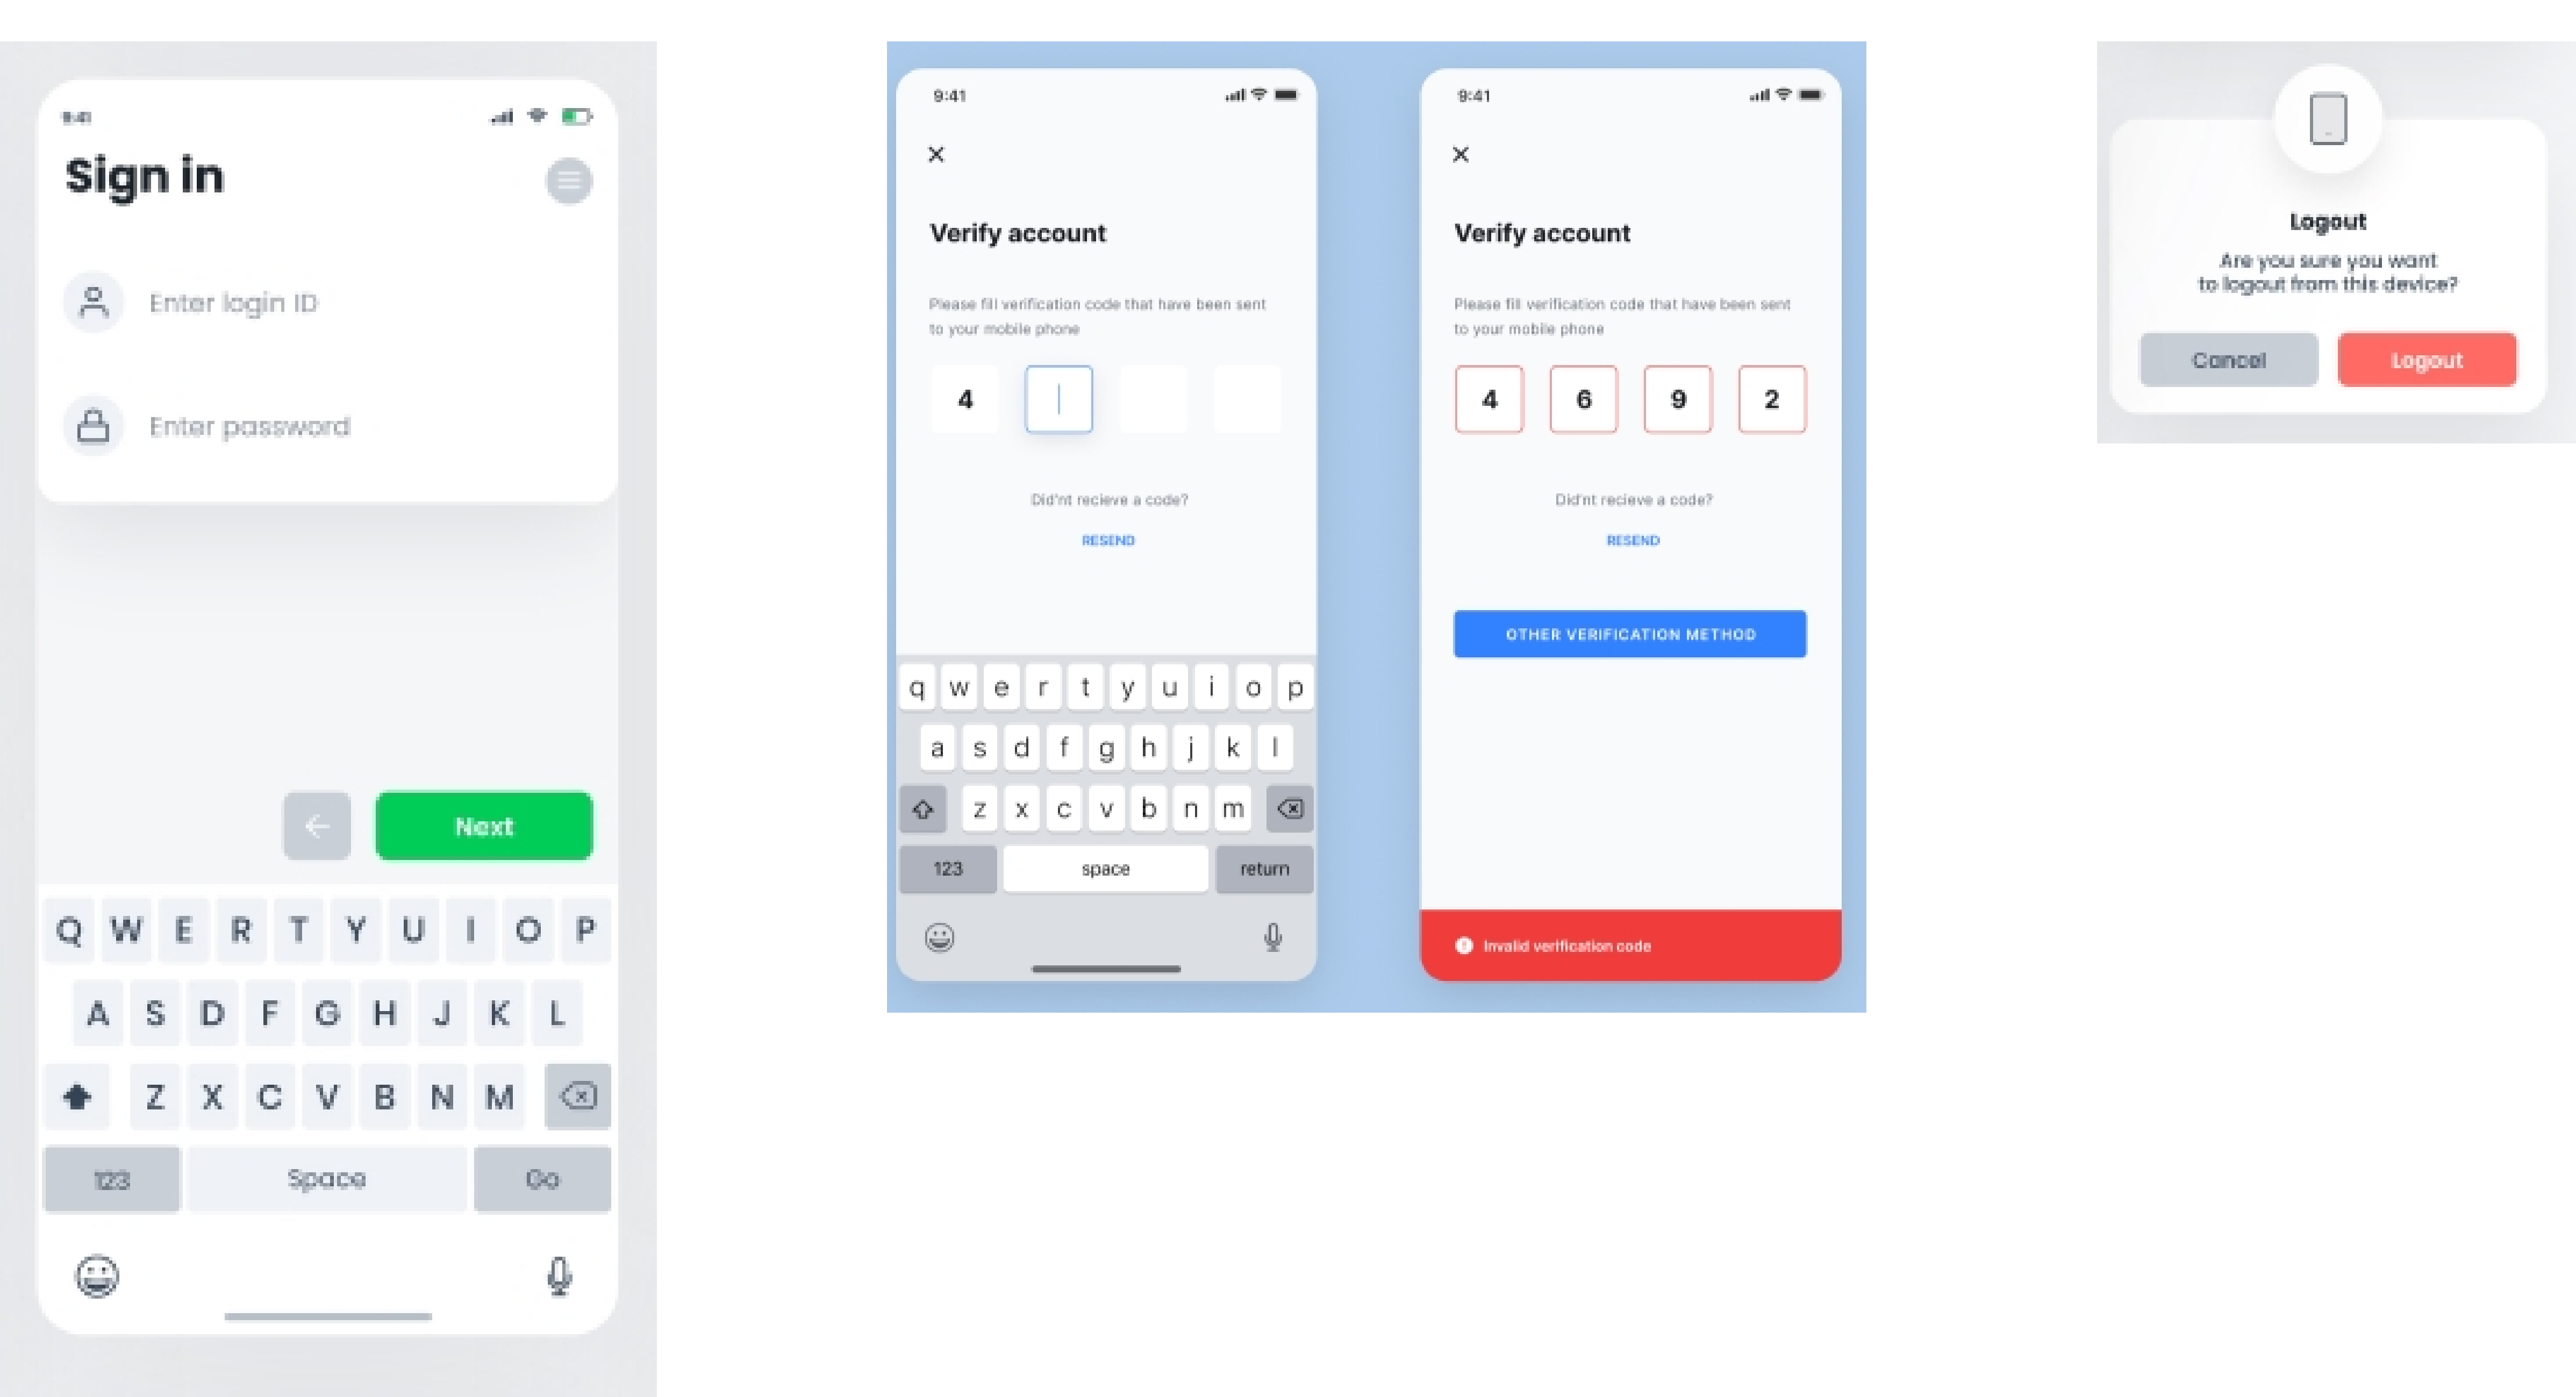 9:41
Sign in
Enter login ID
Enter password
Next
Q W E R T Y U I O P
A S D F G H J K L
Z X C V B N M
123 Space Go
9:41
Verify account
Please fill verification code that have been sent
to your mobile phone
4
Did'nt recieve a code?
RESEND
q w e r t y u i o p
a s d f g h j k l
z x c v b n m
123 space return
9:41
Verify account
Please fill verification code that have been sent
to your mobile phone
4 6 9 2
Did'nt recieve a code?
RESEND
OTHER VERIFICATION METHOD
Invalid verification code
Logout
Are you sure you want
to logout from this device?
Cancel Logout